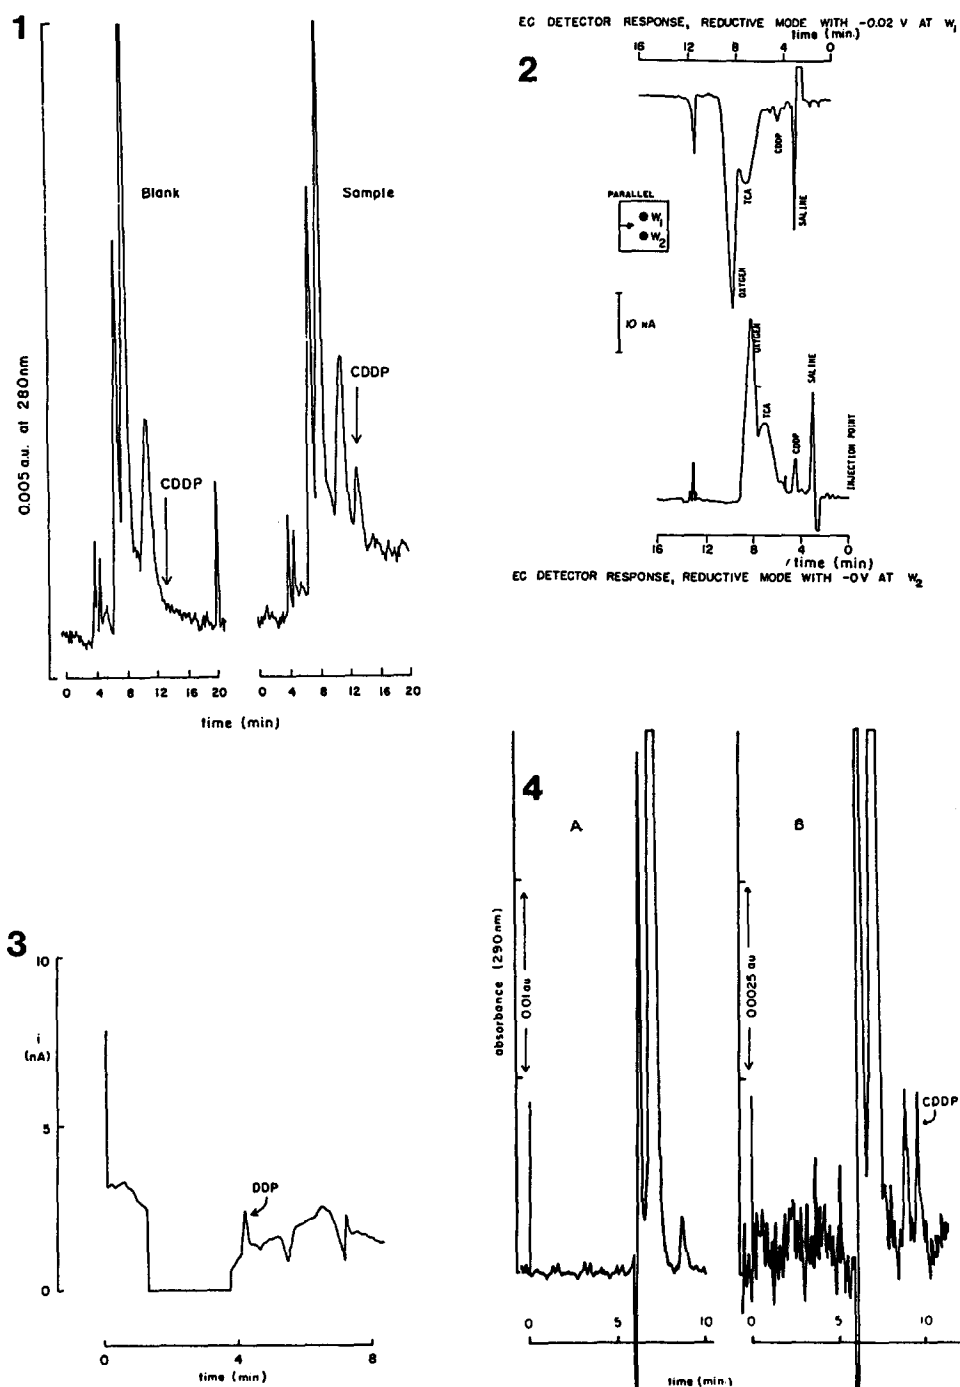 1
Blank
Sample
CDDP
CDDP
0.005 a.u. at 280nm
0 4 8 12 16 20
0 4 8 12 16 20
time (min)
2
EC DETECTOR RESPONSE, REDUCTIVE MODE WITH -0.02 V AT W1
time (min.)
16 12 8 4 0
CDDP
TCA
SALINE
OXYGEN
PARALLEL
W1
W2
10 NA
OXYGEN
TCA
CDDP
SALINE
INJECTION POINT
16 12 8 4 0
time (min)
EC DETECTOR RESPONSE, REDUCTIVE MODE WITH -0V AT W2
3
10
i
(nA)
5
0
DDP
0 4 8
time (min)
4
A
B
absorbance (290nm)
0.01 au
0.0025 au
CDDP
0 5 10
0 5 10
time (min)